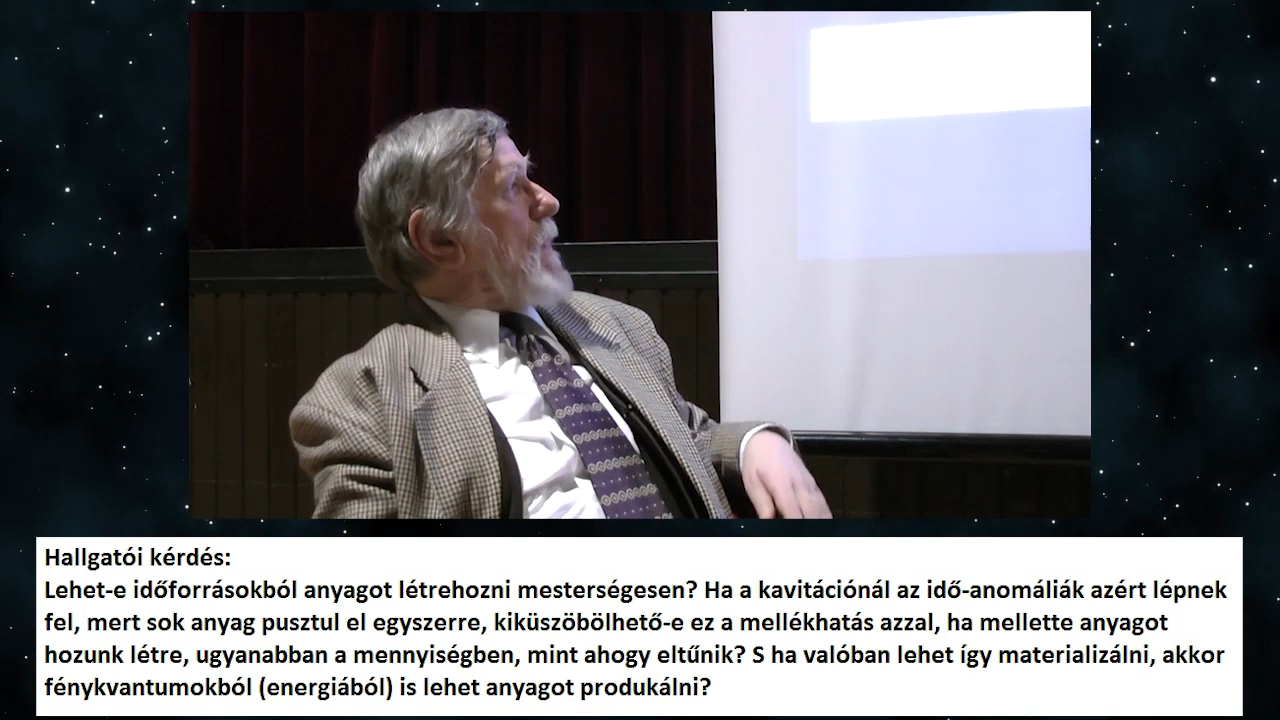 Hallgatói kérdés:
Lehet-e időforrásokból anyagot létrehozni mesterségesen? Ha a kavitációnál az idő-anomáliák azért lépnek
fel, mert sok anyag pusztul el egyszerre, kiküszöbölhető-e ez a mellékhatás azzal, ha mellette anyagot
hozunk létre, ugyanabban a mennyiségben, mint ahogy eltűnik? S ha valóban lehet így materializálni, akkor
fénykvantumokból (energiából) is lehet anyagot produkálni?